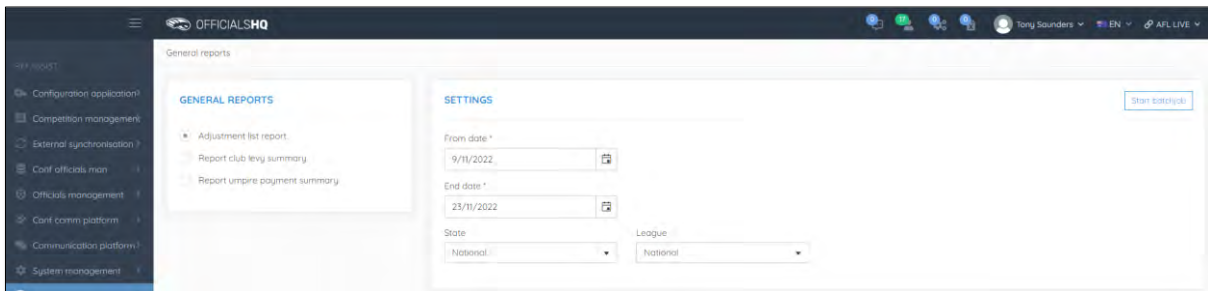 OFFICIALSHQ
Tony Saunders
EN
AFL LIVE
General reports
Configuration application
Competition management
External synchronisation
Conf officials man
Officials management
Conf comm platform
Communication platform
System management
GENERAL REPORTS
Adjustment list report
Report club levy summary
Report umpire payment summary
SETTINGS
Start batchjob
From date *
9/11/2022
End date *
23/11/2022
State
League
National
National